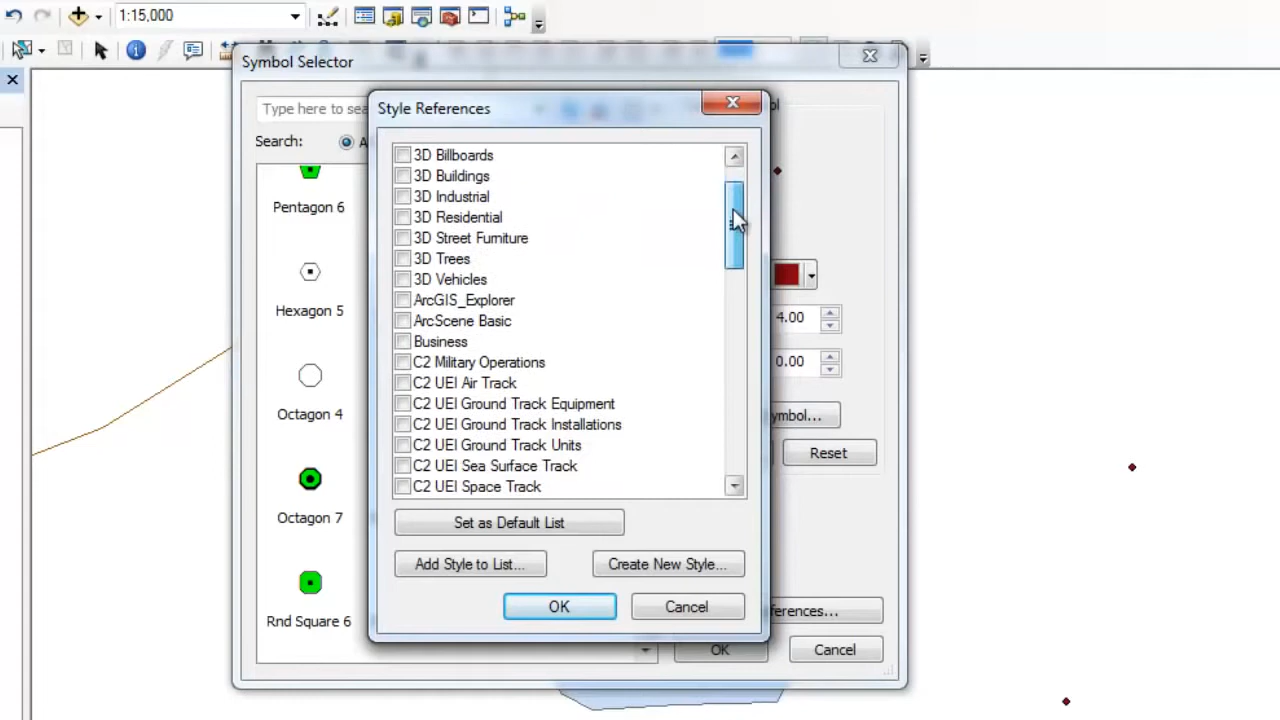 1:15,000
Symbol Selector
Type here to sea
Style References
Search:
3D Billboards
3D Buildings
3D Industrial
3D Residential
3D Street Furniture
3D Trees
3D Vehicles
ArcGIS_Explorer
ArcScene Basic
Business
C2 Military Operations
C2 UEI Air Track
C2 UEI Ground Track Equipment
C2 UEI Ground Track Installations
C2 UEI Ground Track Units
C2 UEI Sea Surface Track
C2 UEI Space Track
Pentagon 6
Hexagon 5
Octagon 4
Octagon 7
Rnd Square 6
4.00
0.00
ymbol...
Reset
Set as Default List
Add Style to List...
Create New Style...
OK
Cancel
ferences...
OK
Cancel